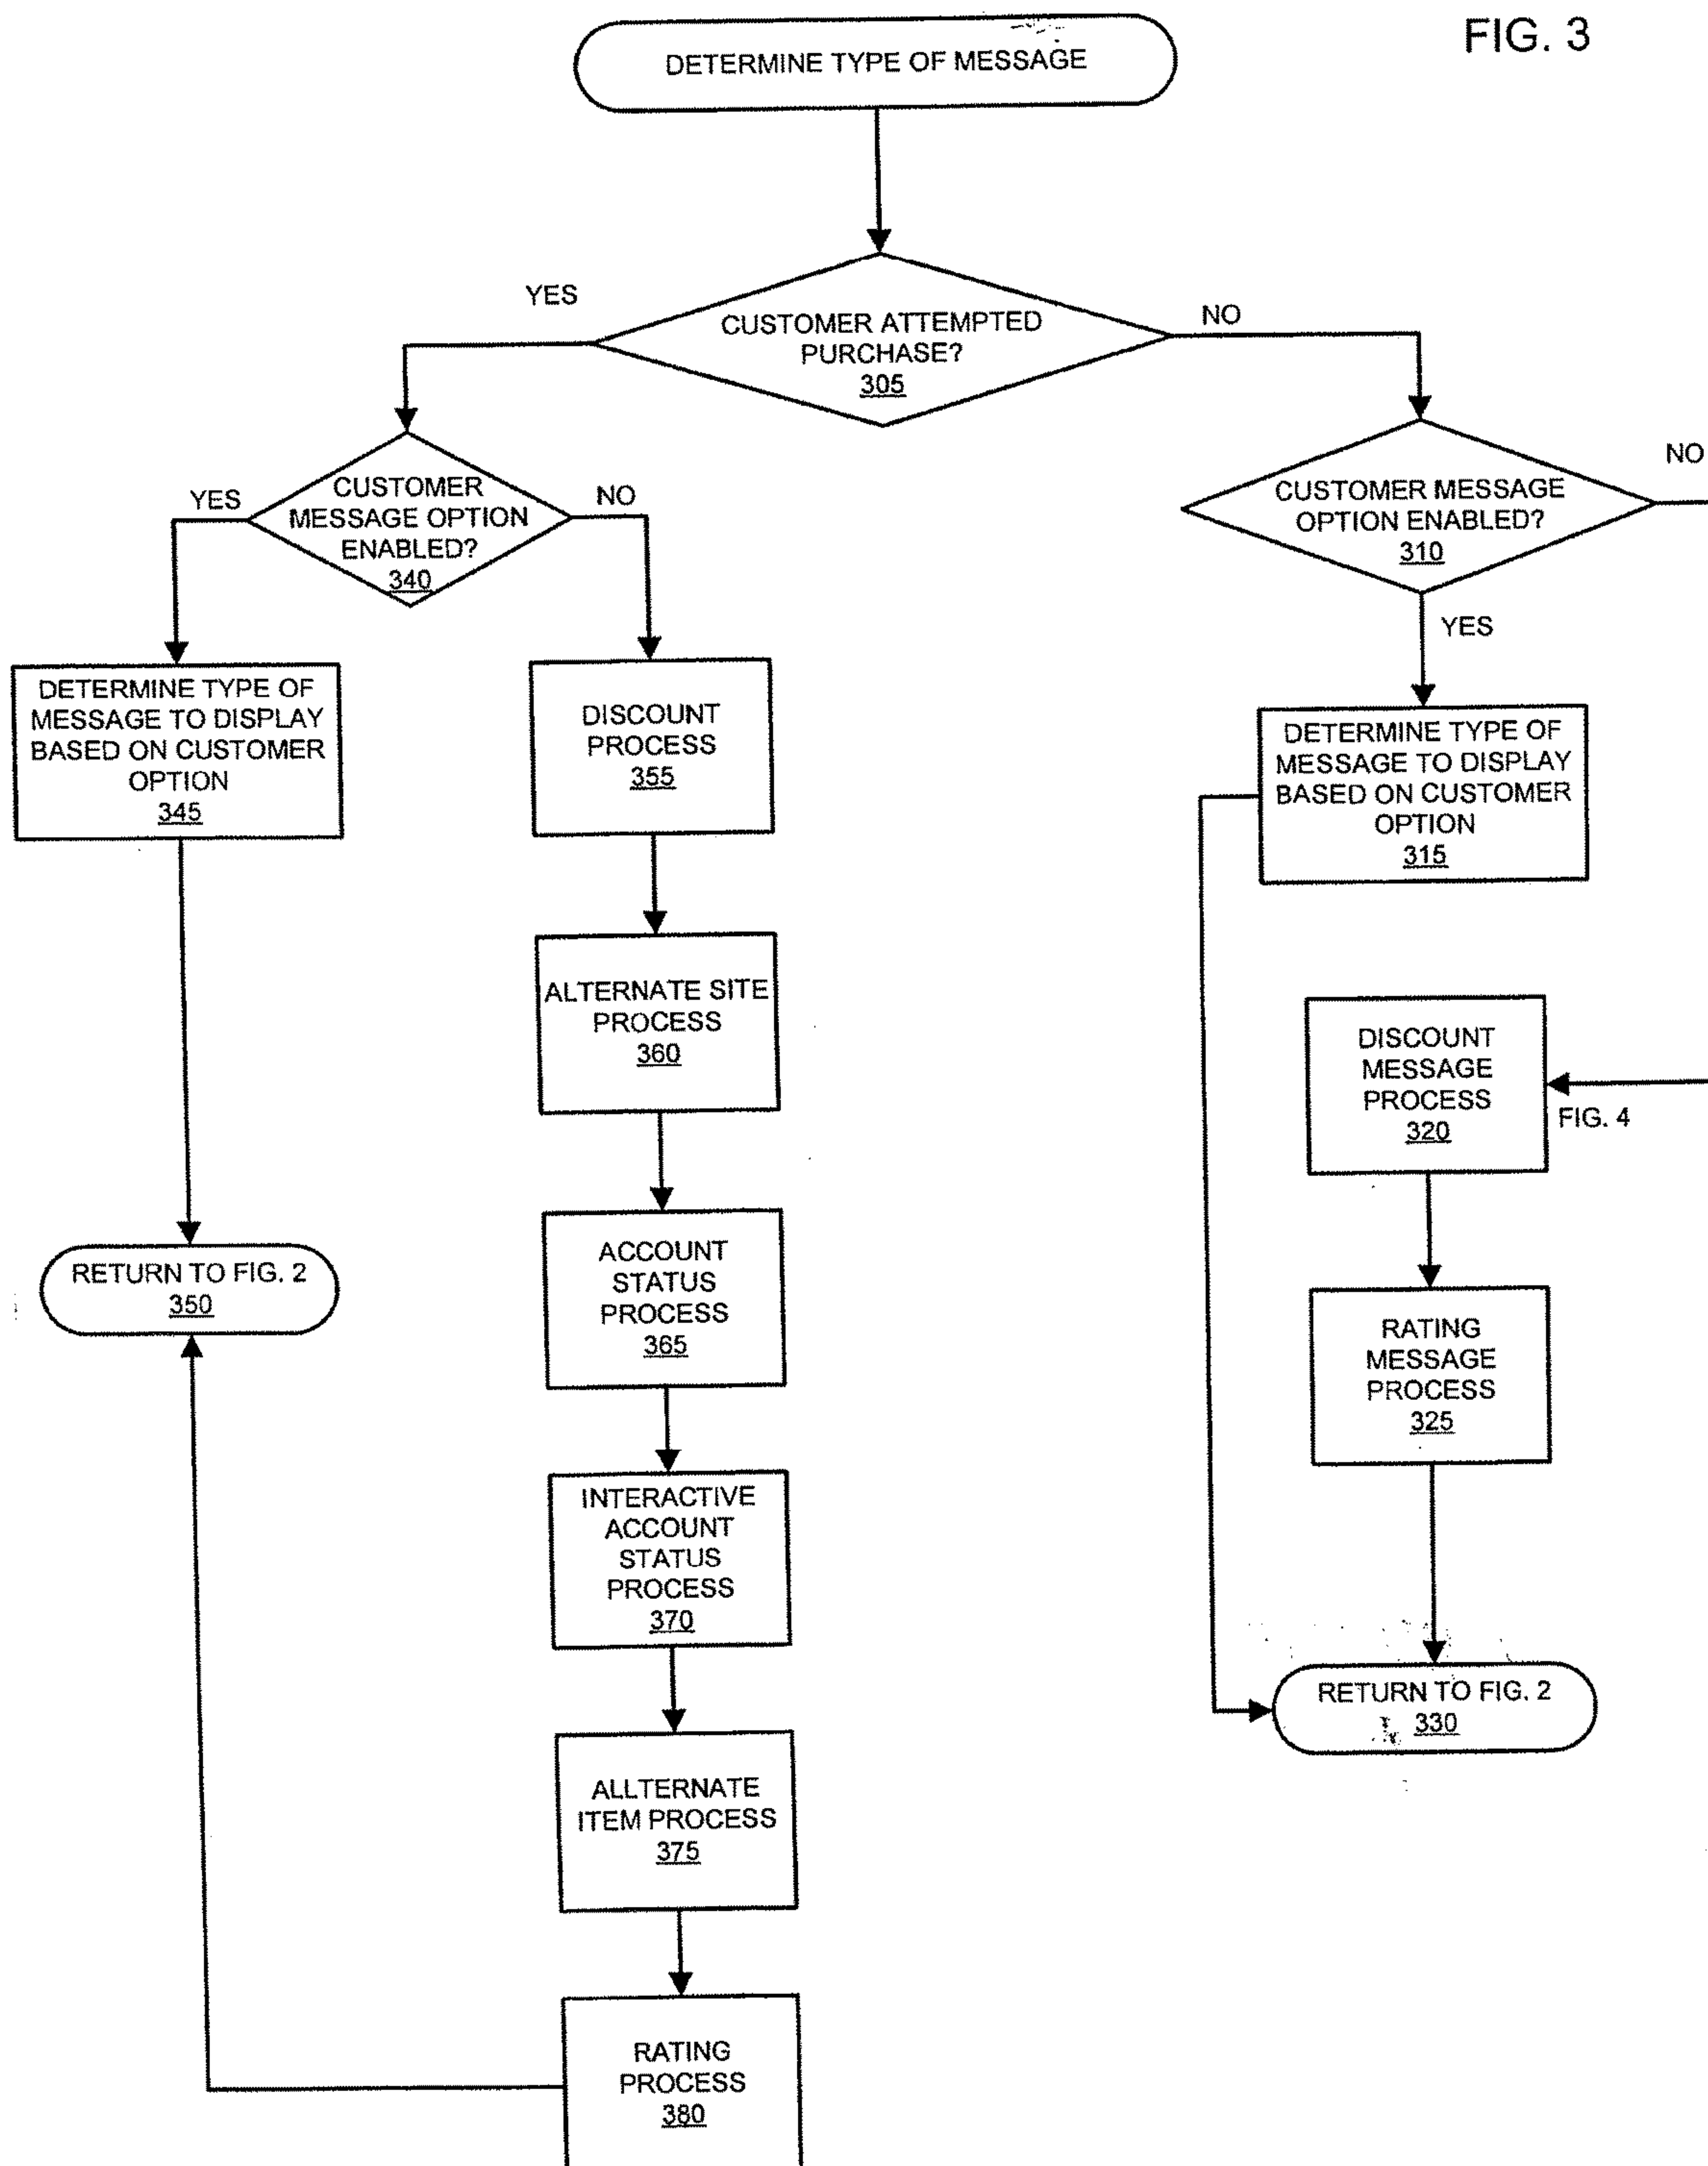 FIG. 3
DETERMINE TYPE OF MESSAGE
YES
CUSTOMER ATTEMPTED
PURCHASE?
305
NO
YES
CUSTOMER
MESSAGE OPTION
ENABLED?
340
NO
CUSTOMER MESSAGE
OPTION ENABLED?
310
NO
YES
DETERMINE TYPE OF
MESSAGE TO DISPLAY
BASED ON CUSTOMER
OPTION
345
DISCOUNT
PROCESS
355
DETERMINE TYPE OF
MESSAGE TO DISPLAY
BASED ON CUSTOMER
OPTION
315
ALTERNATE SITE
PROCESS
360
DISCOUNT
MESSAGE
PROCESS
320
FIG. 4
ACCOUNT
STATUS
PROCESS
365
RETURN TO FIG. 2
350
RATING
MESSAGE
PROCESS
325
INTERACTIVE
ACCOUNT
STATUS
PROCESS
370
RETURN TO FIG. 2
330
ALLTERNATE
ITEM PROCESS
375
RATING
PROCESS
380